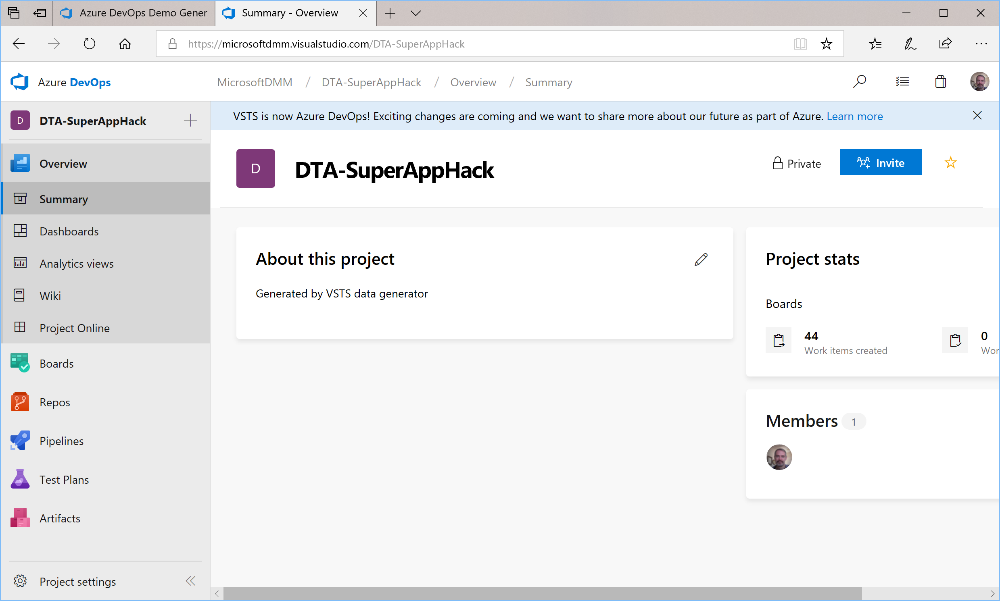 Azure DevOps Demo Gener
Summary - Overview
https://microsoftdmm.visualstudio.com/DTA-SuperAppHack
Azure DevOps
MicrosoftDMM / DTA-SuperAppHack / Overview / Summary
D DTA-SuperAppHack
VSTS is now Azure DevOps! Exciting changes are coming and we want to share more about our future as part of Azure. Learn more
Overview
Summary
Dashboards
Analytics views
Wiki
Project Online
Boards
Repos
Pipelines
Test Plans
Artifacts
Project settings
D DTA-SuperAppHack
Private
Invite
About this project
Generated by VSTS data generator
Project stats
Boards
44
Work items created
0
Wor
Members 1